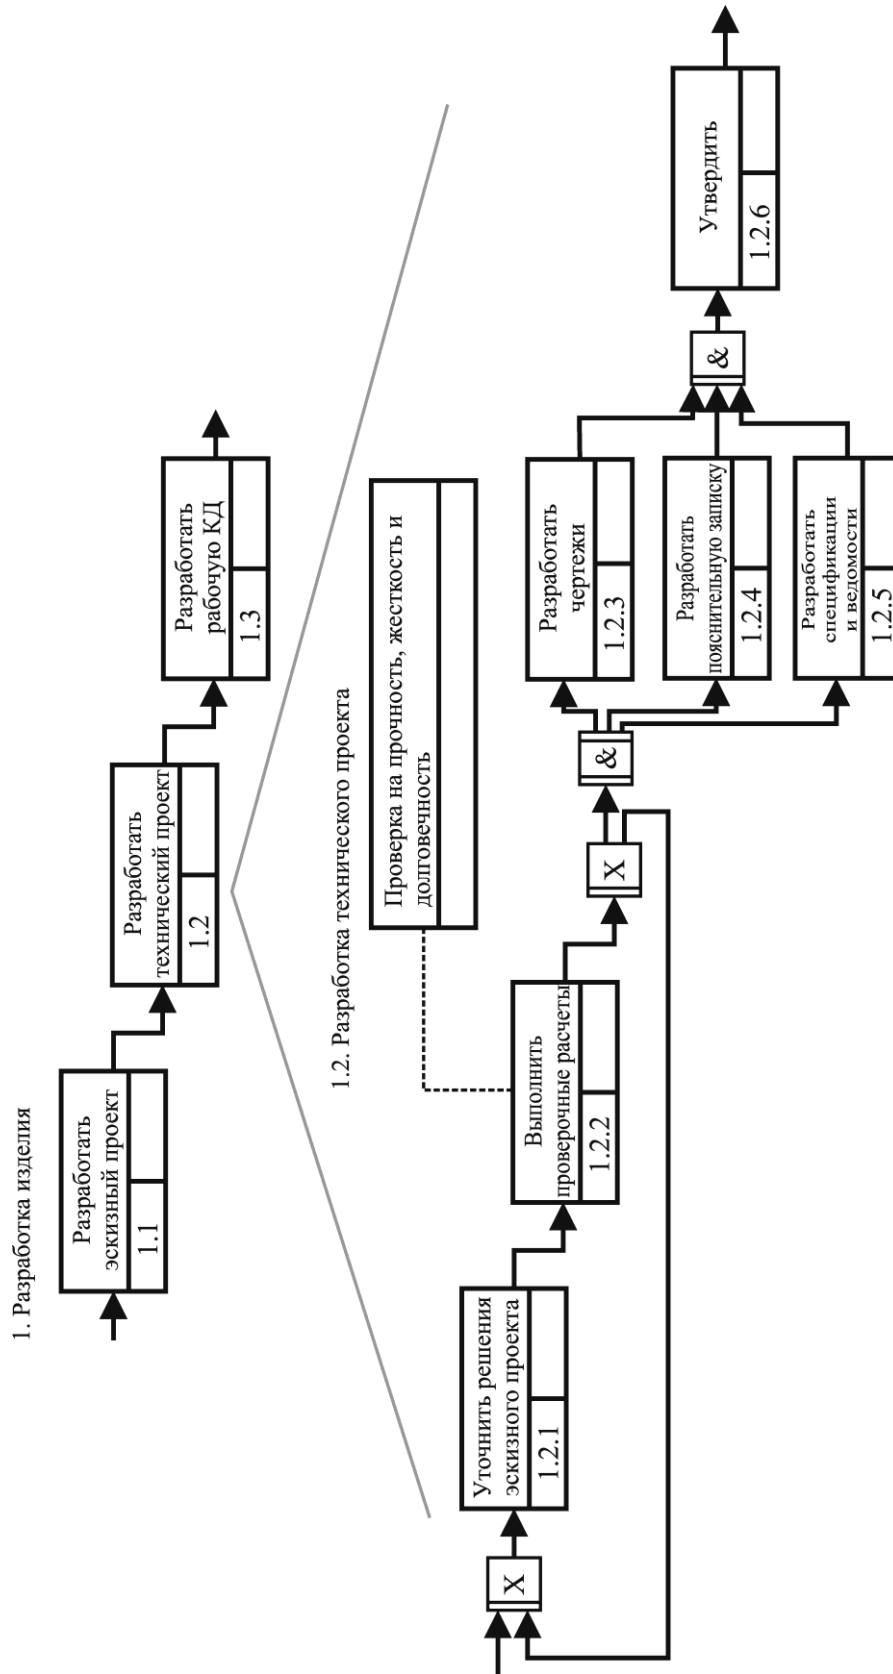 1. Разработка изделия
Разработать
эскизный проект
1.1
Разработать
технический проект
1.2
Разработать
рабочую КД
1.3
1.2. Разработка технического проекта
Проверка на прочность, жесткость и
долговечность
X
Уточнить решения
эскизного проекта
1.2.1
Выполнить
проверочные расчеты
1.2.2
X
&
Разработать
чертежи
1.2.3
Разработать
пояснительную записку
1.2.4
Разработать
спецификации
и ведомости
1.2.5
&
Утвердить
1.2.6